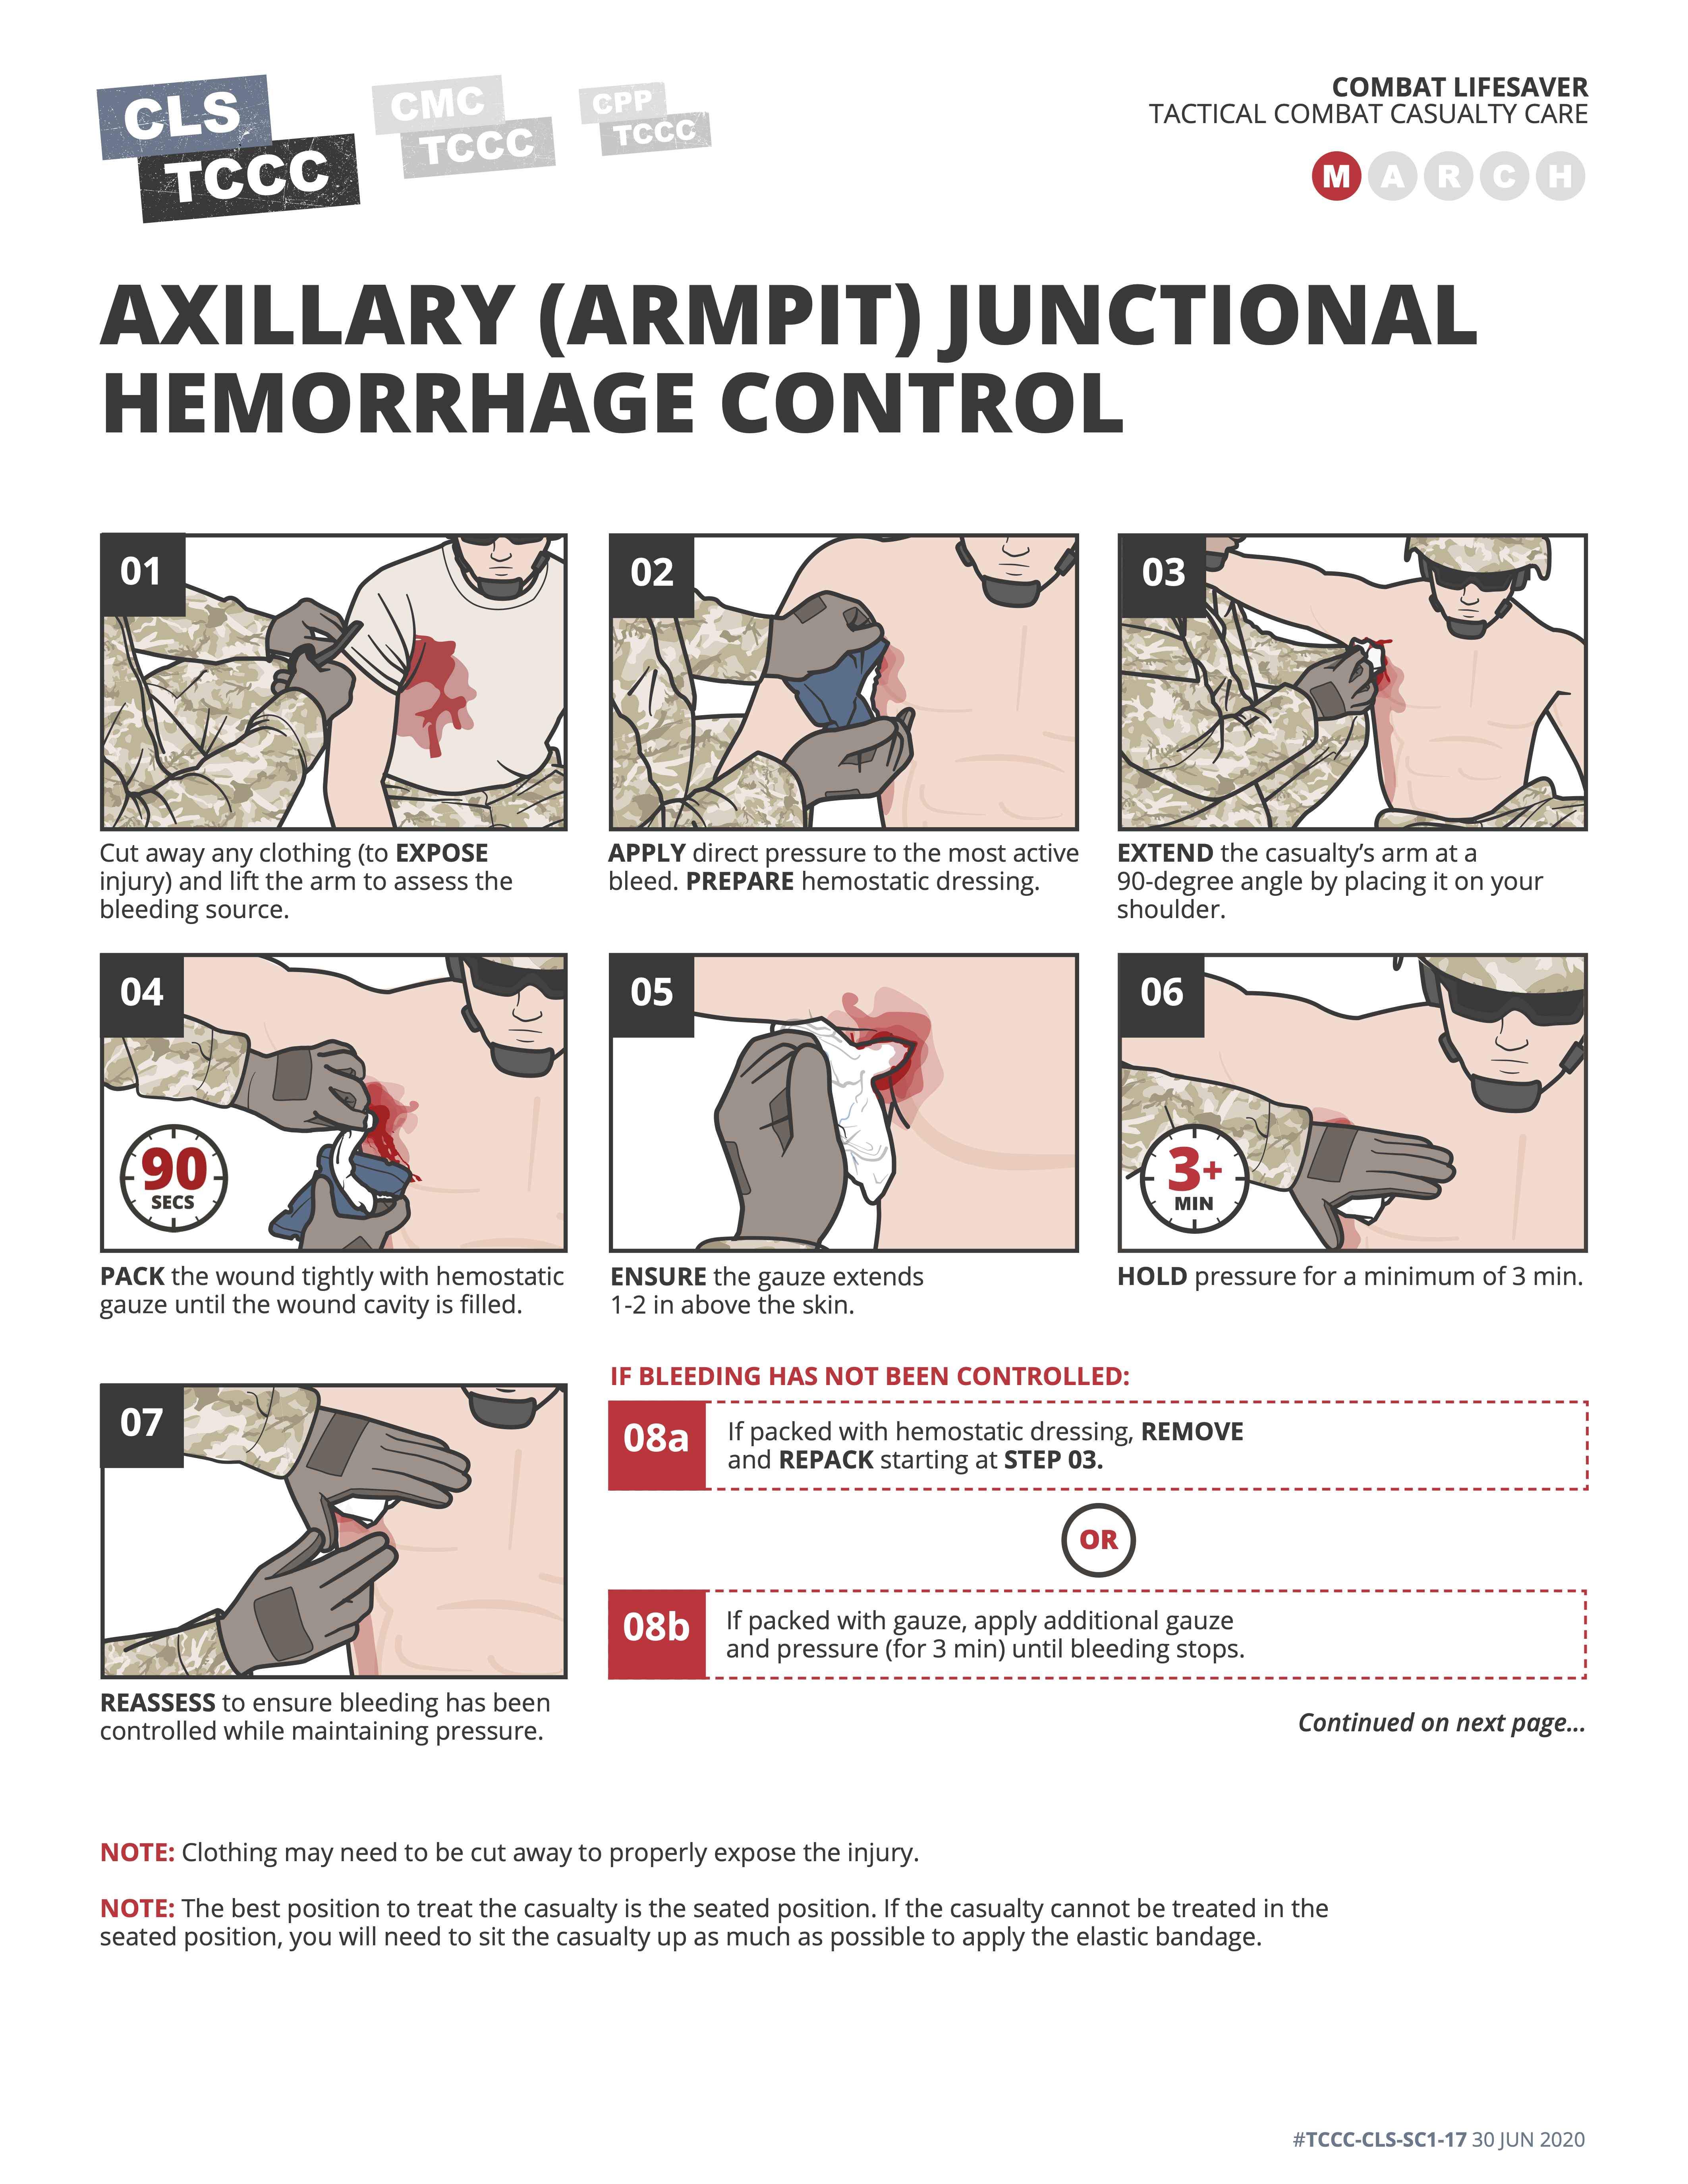 CLS
TCCC
CMC
TCCC
CPP
TCCC
COMBAT LIFESAVER
TACTICAL COMBAT CASUALTY CARE
M A R C H
AXILLARY (ARMPIT) JUNCTIONAL
HEMORRHAGE CONTROL
01
Cut away any clothing (to EXPOSE
injury) and lift the arm to assess the
bleeding source.
02
APPLY direct pressure to the most active
bleed. PREPARE hemostatic dressing.
03
EXTEND the casualty’s arm at a
90-degree angle by placing it on your
shoulder.
04
90
SECS
PACK the wound tightly with hemostatic
gauze until the wound cavity is filled.
05
ENSURE the gauze extends
1-2 in above the skin.
06
3+
MIN
HOLD pressure for a minimum of 3 min.
07
REASSESS to ensure bleeding has been
controlled while maintaining pressure.
IF BLEEDING HAS NOT BEEN CONTROLLED:
08a
If packed with hemostatic dressing, REMOVE
and REPACK starting at STEP 03.
OR
08b
If packed with gauze, apply additional gauze
and pressure (for 3 min) until bleeding stops.
Continued on next page...
NOTE: Clothing may need to be cut away to properly expose the injury.
NOTE: The best position to treat the casualty is the seated position. If the casualty cannot be treated in the
seated position, you will need to sit the casualty up as much as possible to apply the elastic bandage.
#TCCC-CLS-SC1-17 30 JUN 2020